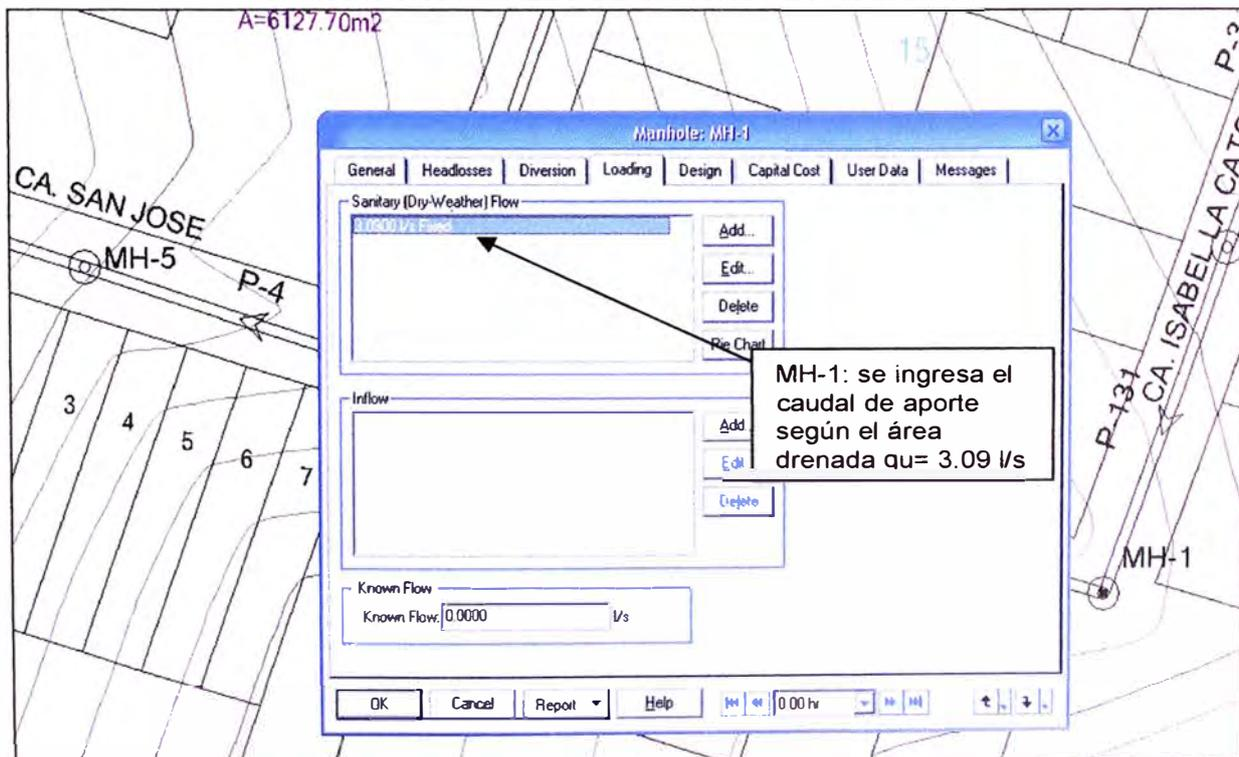 A=6127.70m2
15
P-3
CA. SAN JOSE
MH-5
P-4
3
4
5
6
7
Manhole: MH-1
General Headlosses Diversion Loading Design Capital Cost User Data Messages
Sanitary (Dry-Weather) Flow
l/s Fixed
Add...
Edit...
Delete
Pie Chart
MH-1: se ingresa el
caudal de aporte
según el área
drenada qu= 3.09 l/s
Inflow
Add
Edit
Delete
Known Flow
Known Flow: 0.0000 l/s
OK Cancel Report Help 0.00 hr
CA. ISABEL LA CATO
P-131
MH-1